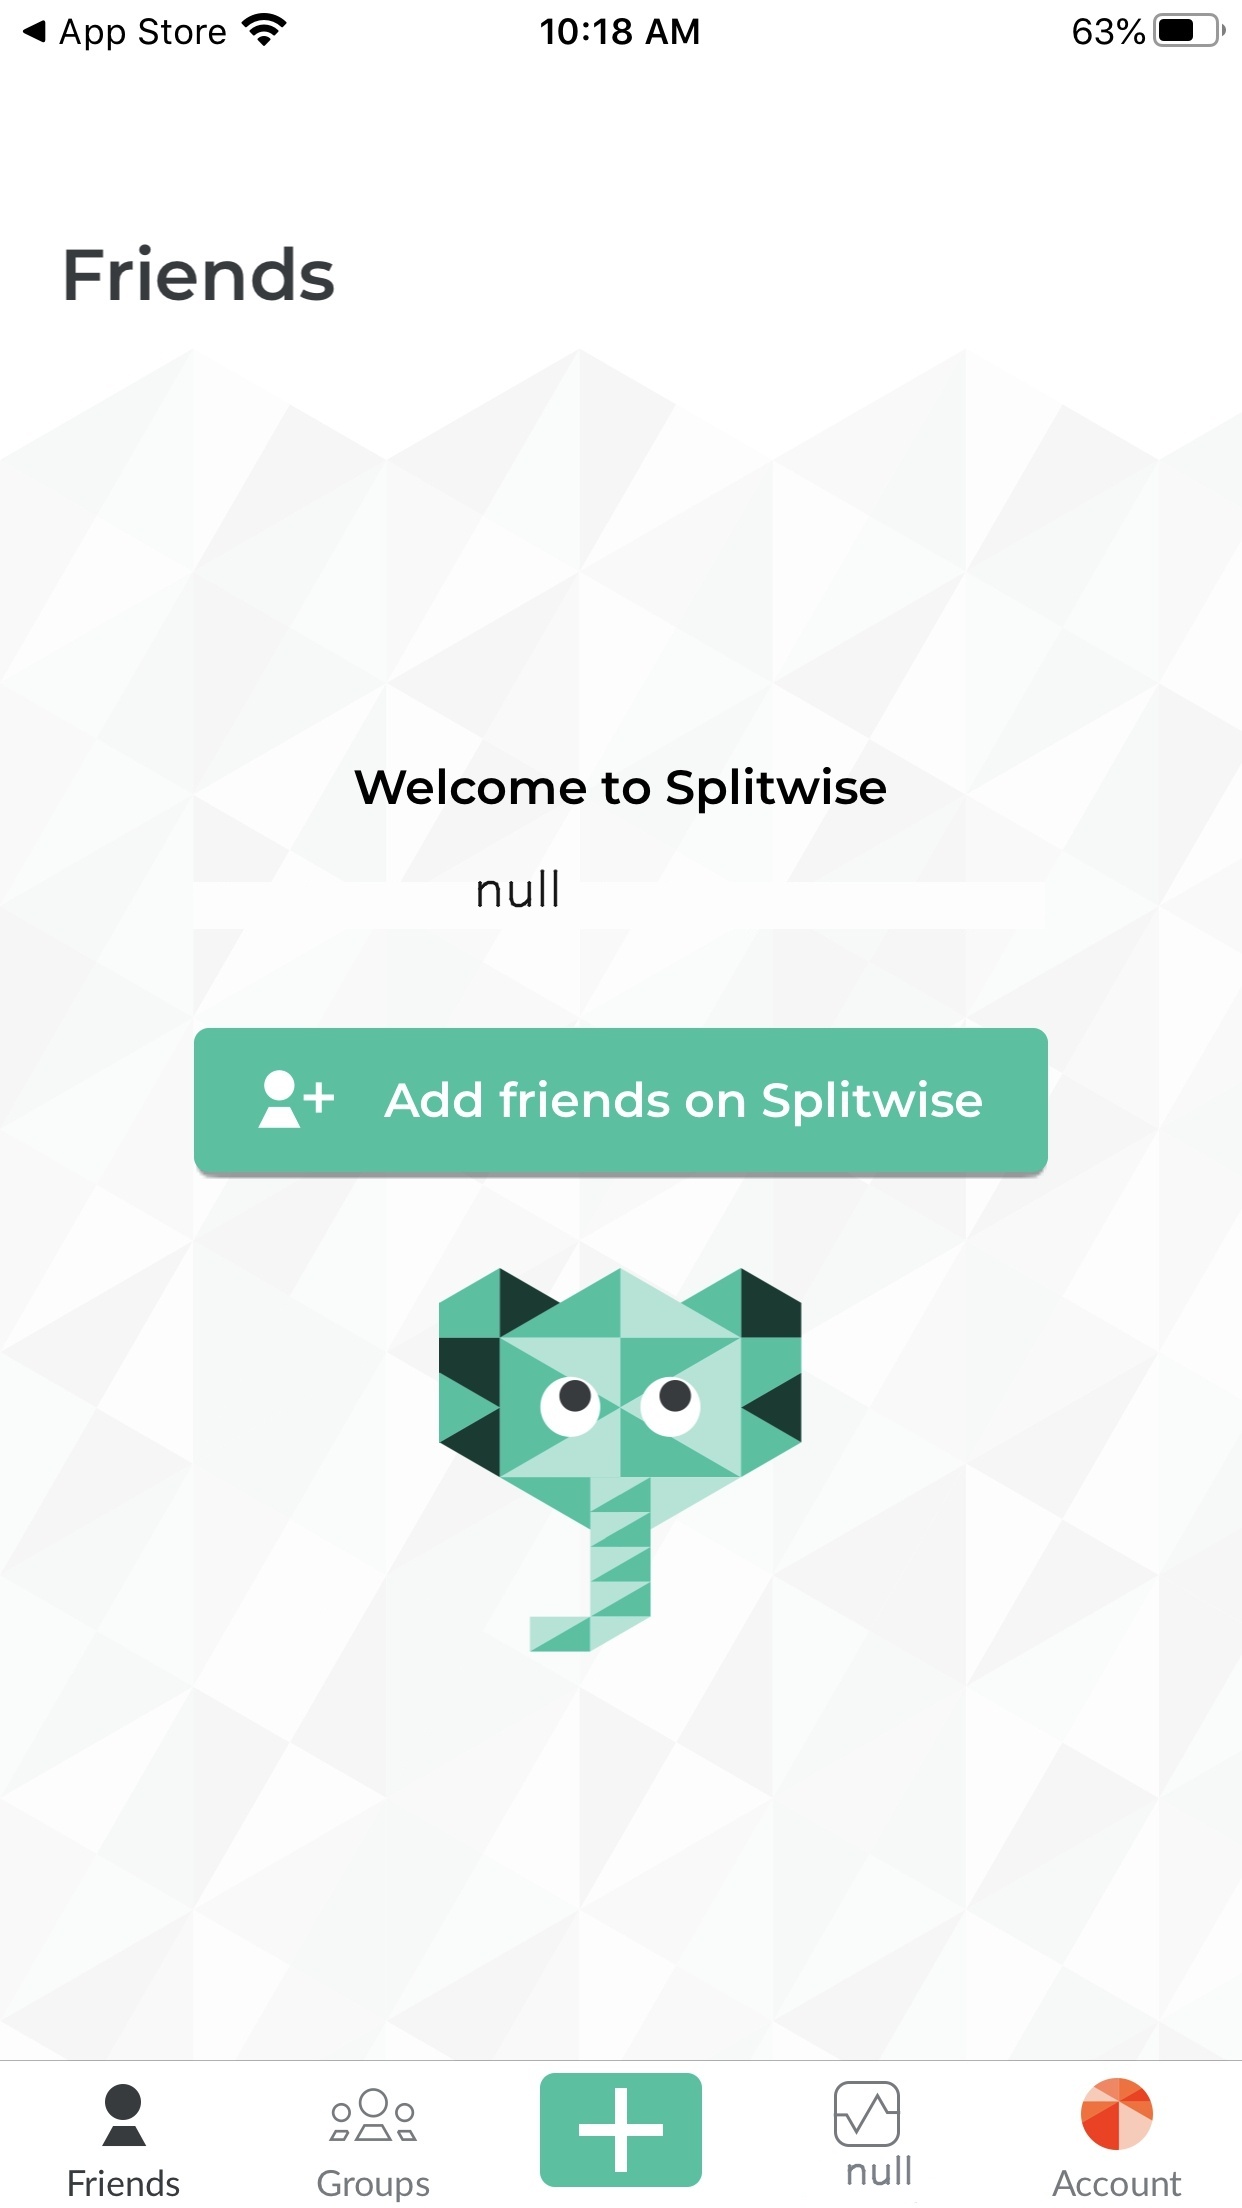 App Store 10:18 AM 63%
Friends
Welcome to Splitwise
null
Add friends on Splitwise
Friends Groups null Account